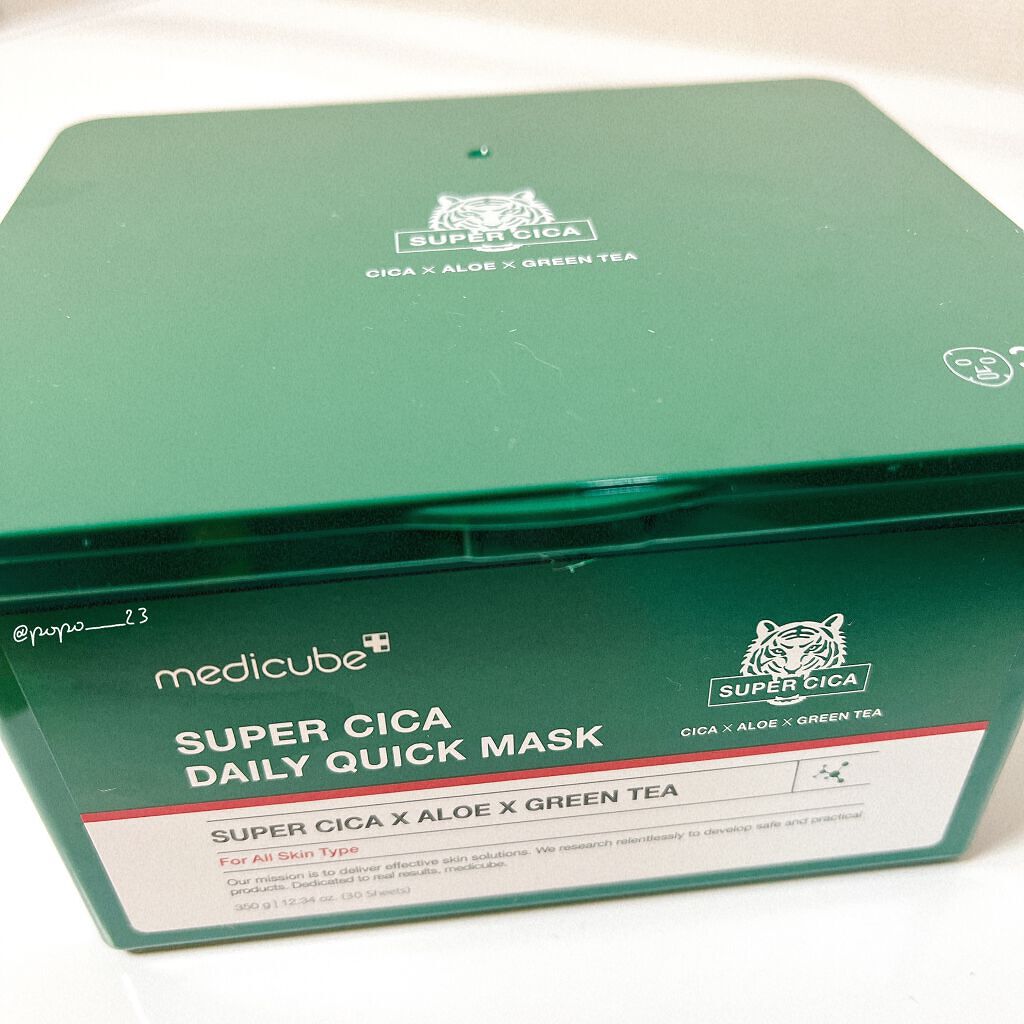 SUPER CICA
CICA × ALOE × GREEN TEA
@popo___23
medicube
SUPER CICA
DAILY QUICK MASK
SUPER CICA
CICA × ALOE × GREEN TEA
SUPER CICA X ALOE X GREEN TEA
For All Skin Type
Our mission is to deliver effective skin solutions. We research relentlessly to develop safe and practical
products. Dedicated to real results, medicube.
350 g | 12.34 oz. (30 Sheets)